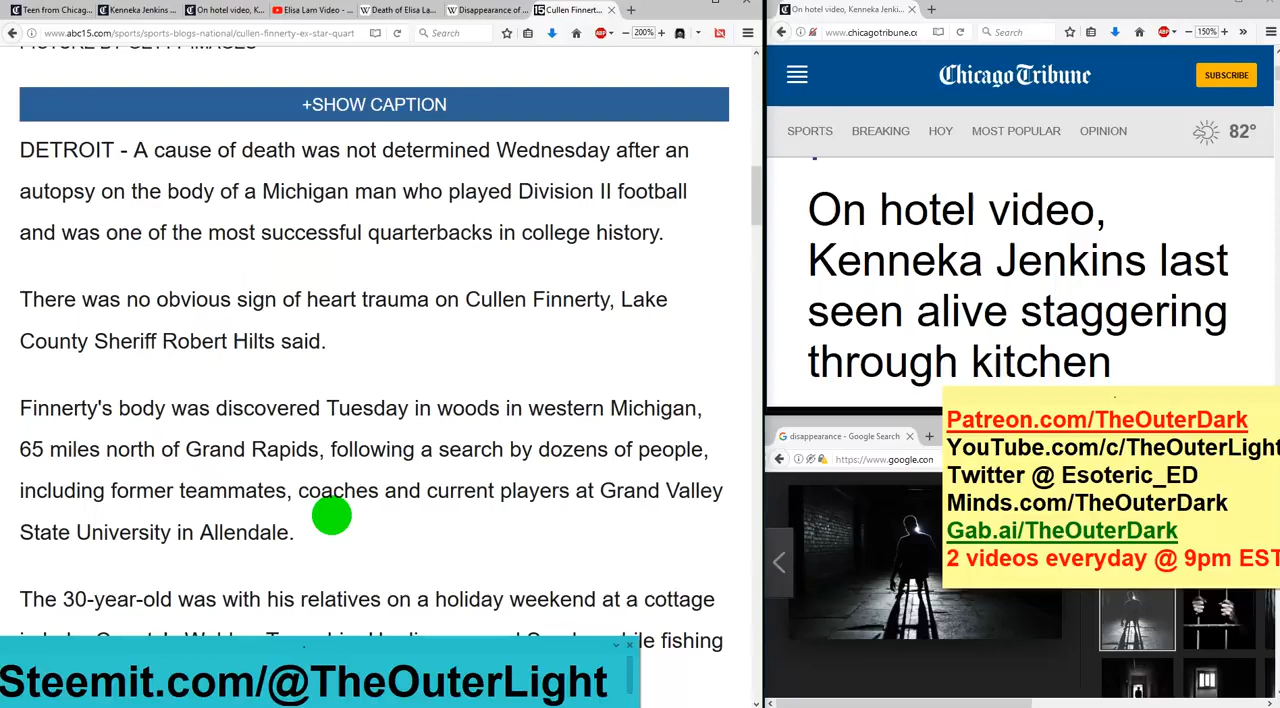 Teen from Chicag...
Kenneka Jenkins ...
On hotel video, K...
Elisa Lam Video - ...
Death of Elisa La...
Disappearance of ...
Cullen Finnert...
www.abc15.com/sports/sports-blogs-national/cullen-finnerty-ex-star-quart
Search
200%
+SHOW CAPTION
DETROIT - A cause of death was not determined Wednesday after an
autopsy on the body of a Michigan man who played Division II football
and was one of the most successful quarterbacks in college history.
There was no obvious sign of heart trauma on Cullen Finnerty, Lake
County Sheriff Robert Hilts said.
Finnerty's body was discovered Tuesday in woods in western Michigan,
65 miles north of Grand Rapids, following a search by dozens of people,
including former teammates, coaches and current players at Grand Valley
State University in Allendale.
The 30-year-old was with his relatives on a holiday weekend at a cottage
while fishing
Steemit.com/@TheOuterLight
On hotel video, Kenneka Jenkins...
www.chicagotribune.cc
Search
150%
Chicago Tribune
SUBSCRIBE
SPORTS
BREAKING
HOY
MOST POPULAR
OPINION
82°
On hotel video,
Kenneka Jenkins last
seen alive staggering
through kitchen
disappearance - Google Search
https://www.google.con
Patreon.com/TheOuterDark
YouTube.com/c/TheOuterLight
Twitter @ Esoteric_ED
Minds.com/TheOuterDark
Gab.ai/TheOuterDark
2 videos everyday @ 9pm EST